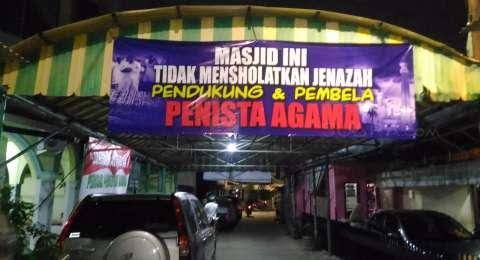 MASJID INI
TIDAK MENSHOLATKAN JENAZAH
PENDUKUNG & PEMBELA
PENISTA AGAMA